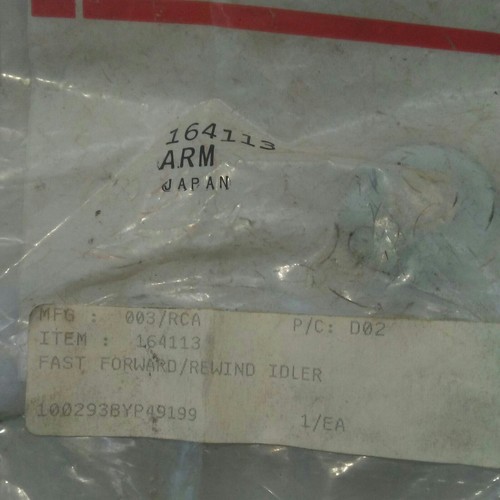 164113
ARM
JAPAN
MFG : 003/RCA P/C: D02
ITEM : 164113
FAST FORWARD/REWIND IDLER
100293BYP49199 1/EA